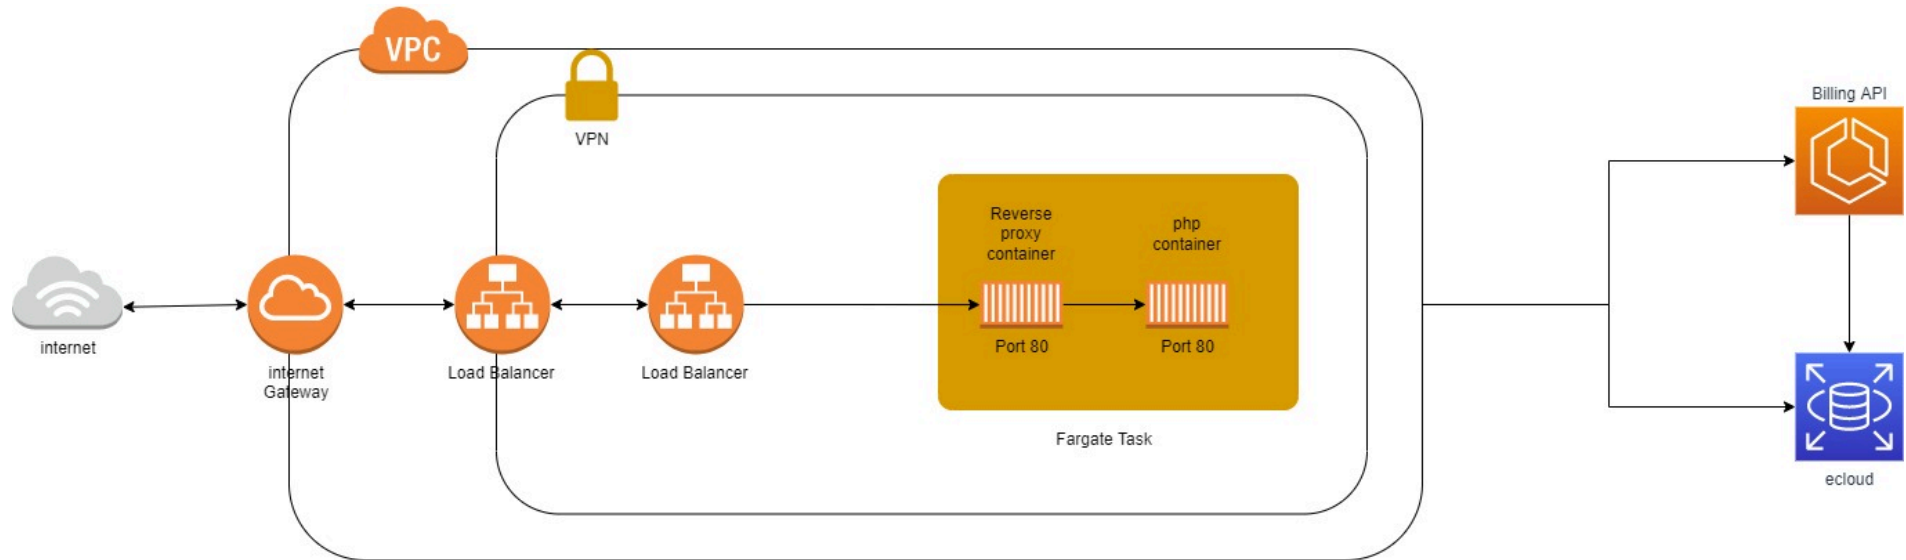 VPC
VPN
Billing API
Reverse
proxy
container
php
container
Port 80
Port 80
internet
internet
Gateway
Load Balancer
Load Balancer
Fargate Task
ecloud